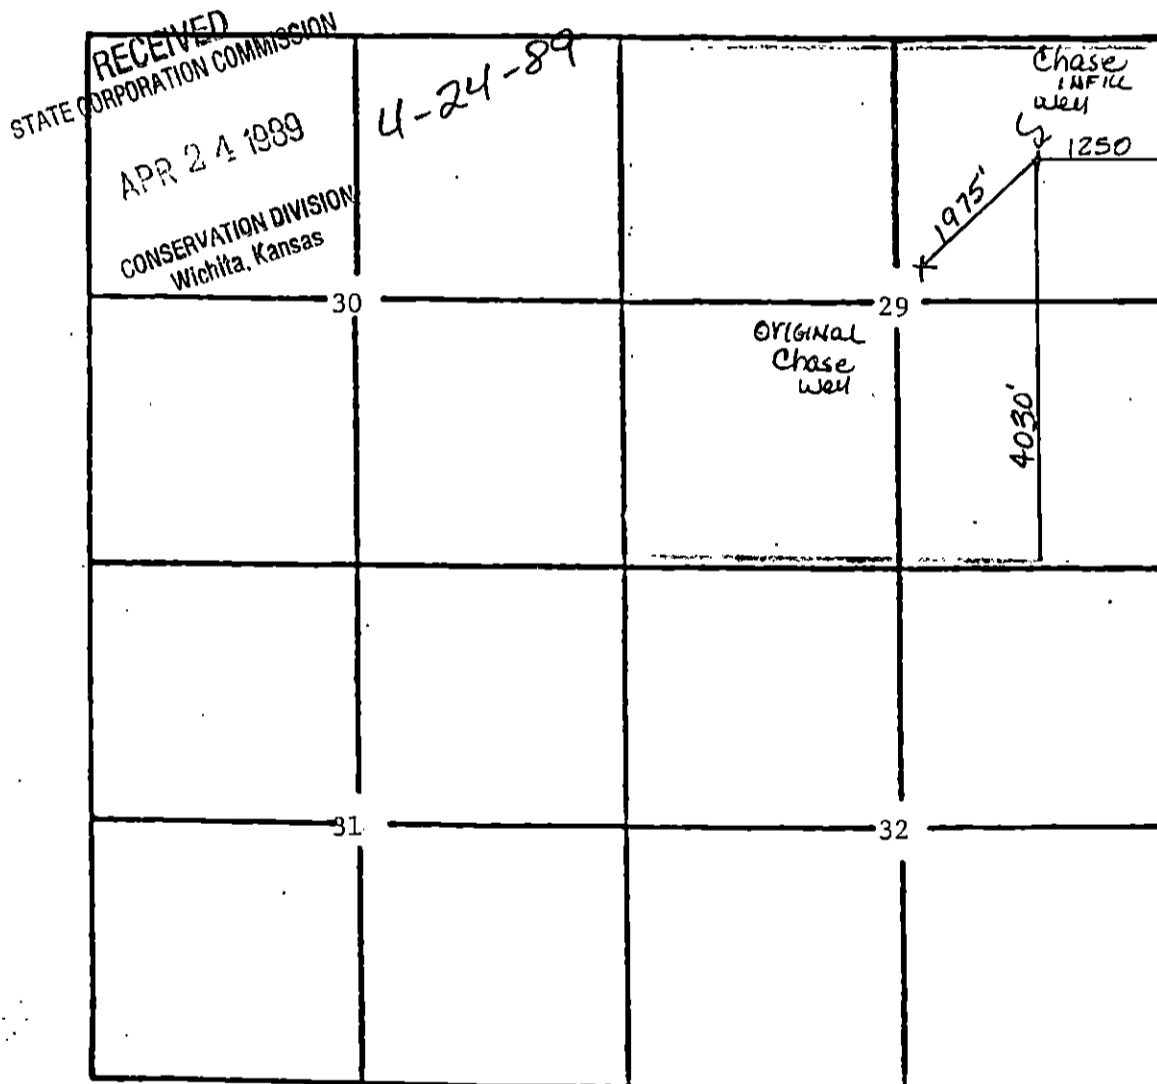 RECEIVED
STATE CORPORATION COMMISSION
APR 24 1989
CONSERVATION DIVISION
Wichita, Kansas
4-24-89
Chase
INFILL
well
1250
1975'
30
29
ORIGINAL
Chase
well
4030'
31
32